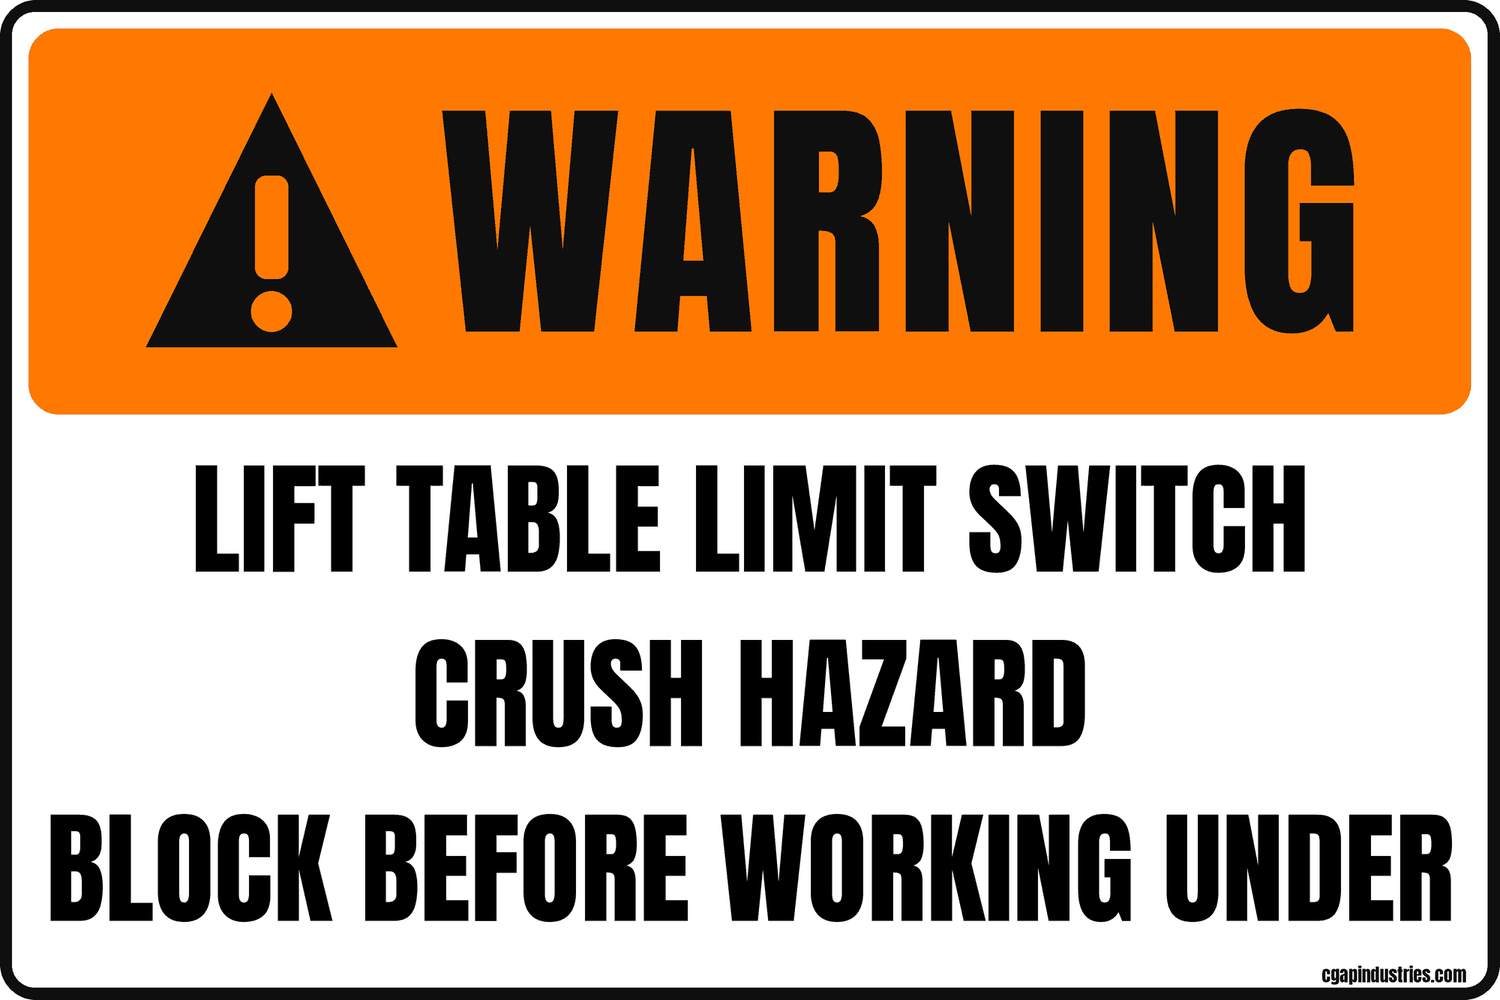 WARNING
LIFT TABLE LIMIT SWITCH
CRUSH HAZARD
BLOCK BEFORE WORKING UNDER
cgapindustries.com